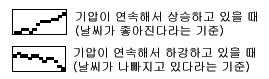 기압이 연속해서 상승하고 있을 때
(날씨가 좋아진다라는 기준)
기압이 연속해서 하강하고 있을 때
(날씨가 나빠지고 있다라는 기준)